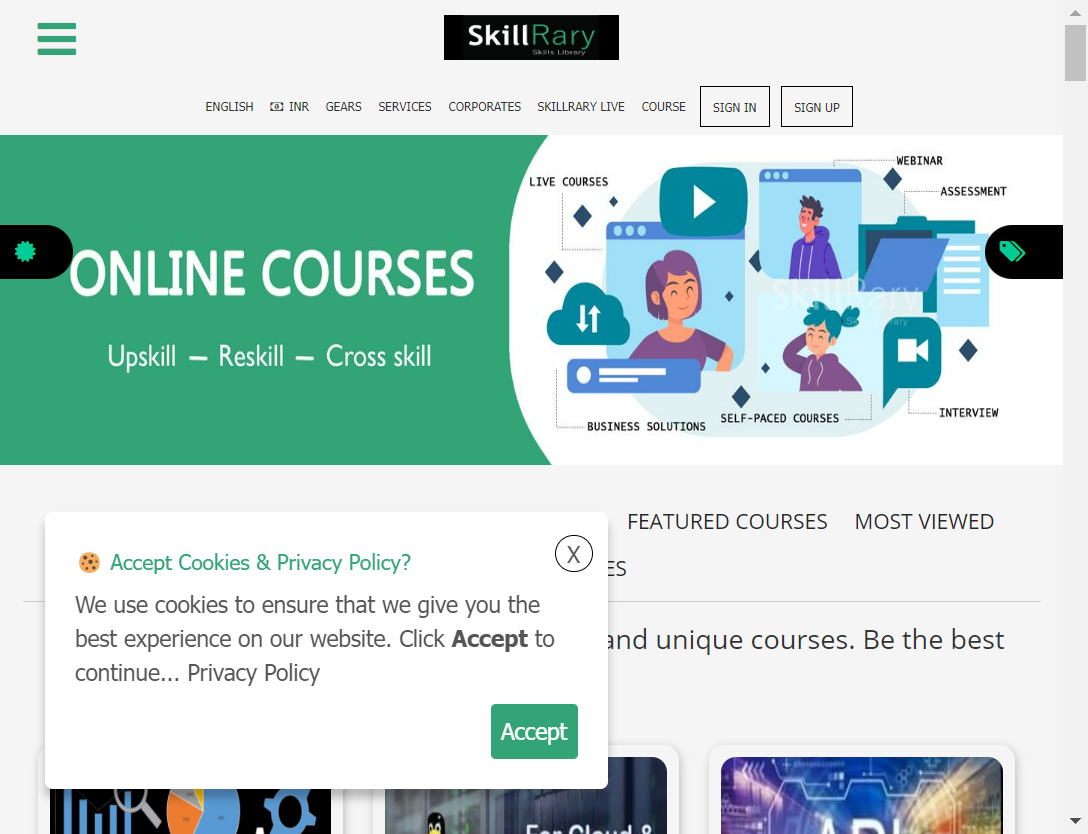 SkillRary
Skills Library
ENGLISH INR GEARS SERVICES CORPORATES SKILLRARY LIVE COURSE SIGN IN SIGN UP
WEBINAR
LIVE COURSES
ASSESSMENT
ONLINE COURSES
SkillRary
Upskill — Reskill — Cross skill
INTERVIEW
SELF-PACED COURSES
BUSINESS SOLUTIONS
FEATURED COURSES MOST VIEWED
ES
and unique courses. Be the best
Accept Cookies & Privacy Policy?
X
We use cookies to ensure that we give you the
best experience on our website. Click Accept to
continue... Privacy Policy
Accept
For Cloud &
API